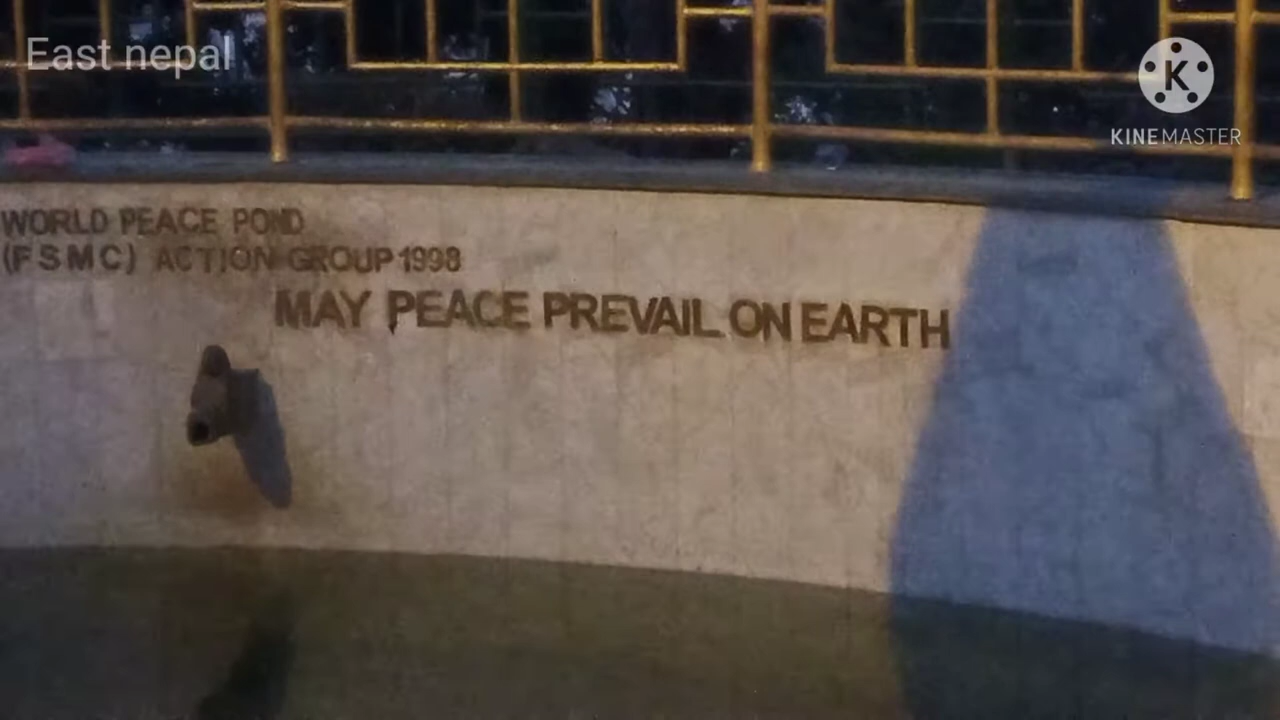 East nepal
K
KINEMASTER
WORLD PEACE POND
(FSMC) ACTION GROUP 1998
MAY PEACE PREVAIL ON EARTH